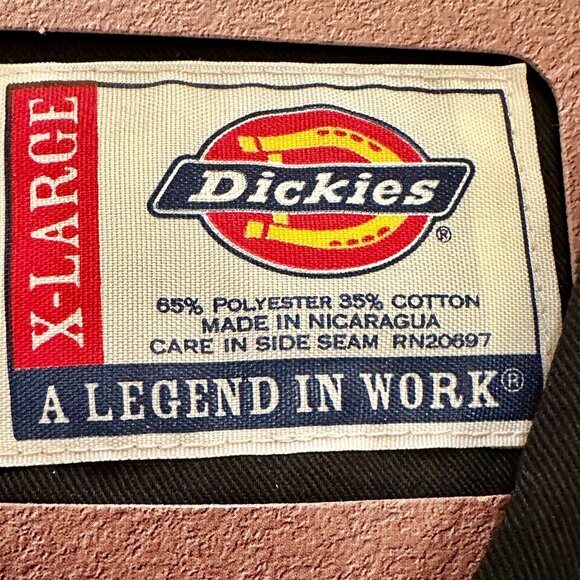 X-LARGE
Dickies®
65% POLYESTER 35% COTTON
MADE IN NICARAGUA
CARE IN SIDE SEAM RN20697
A LEGEND IN WORK®